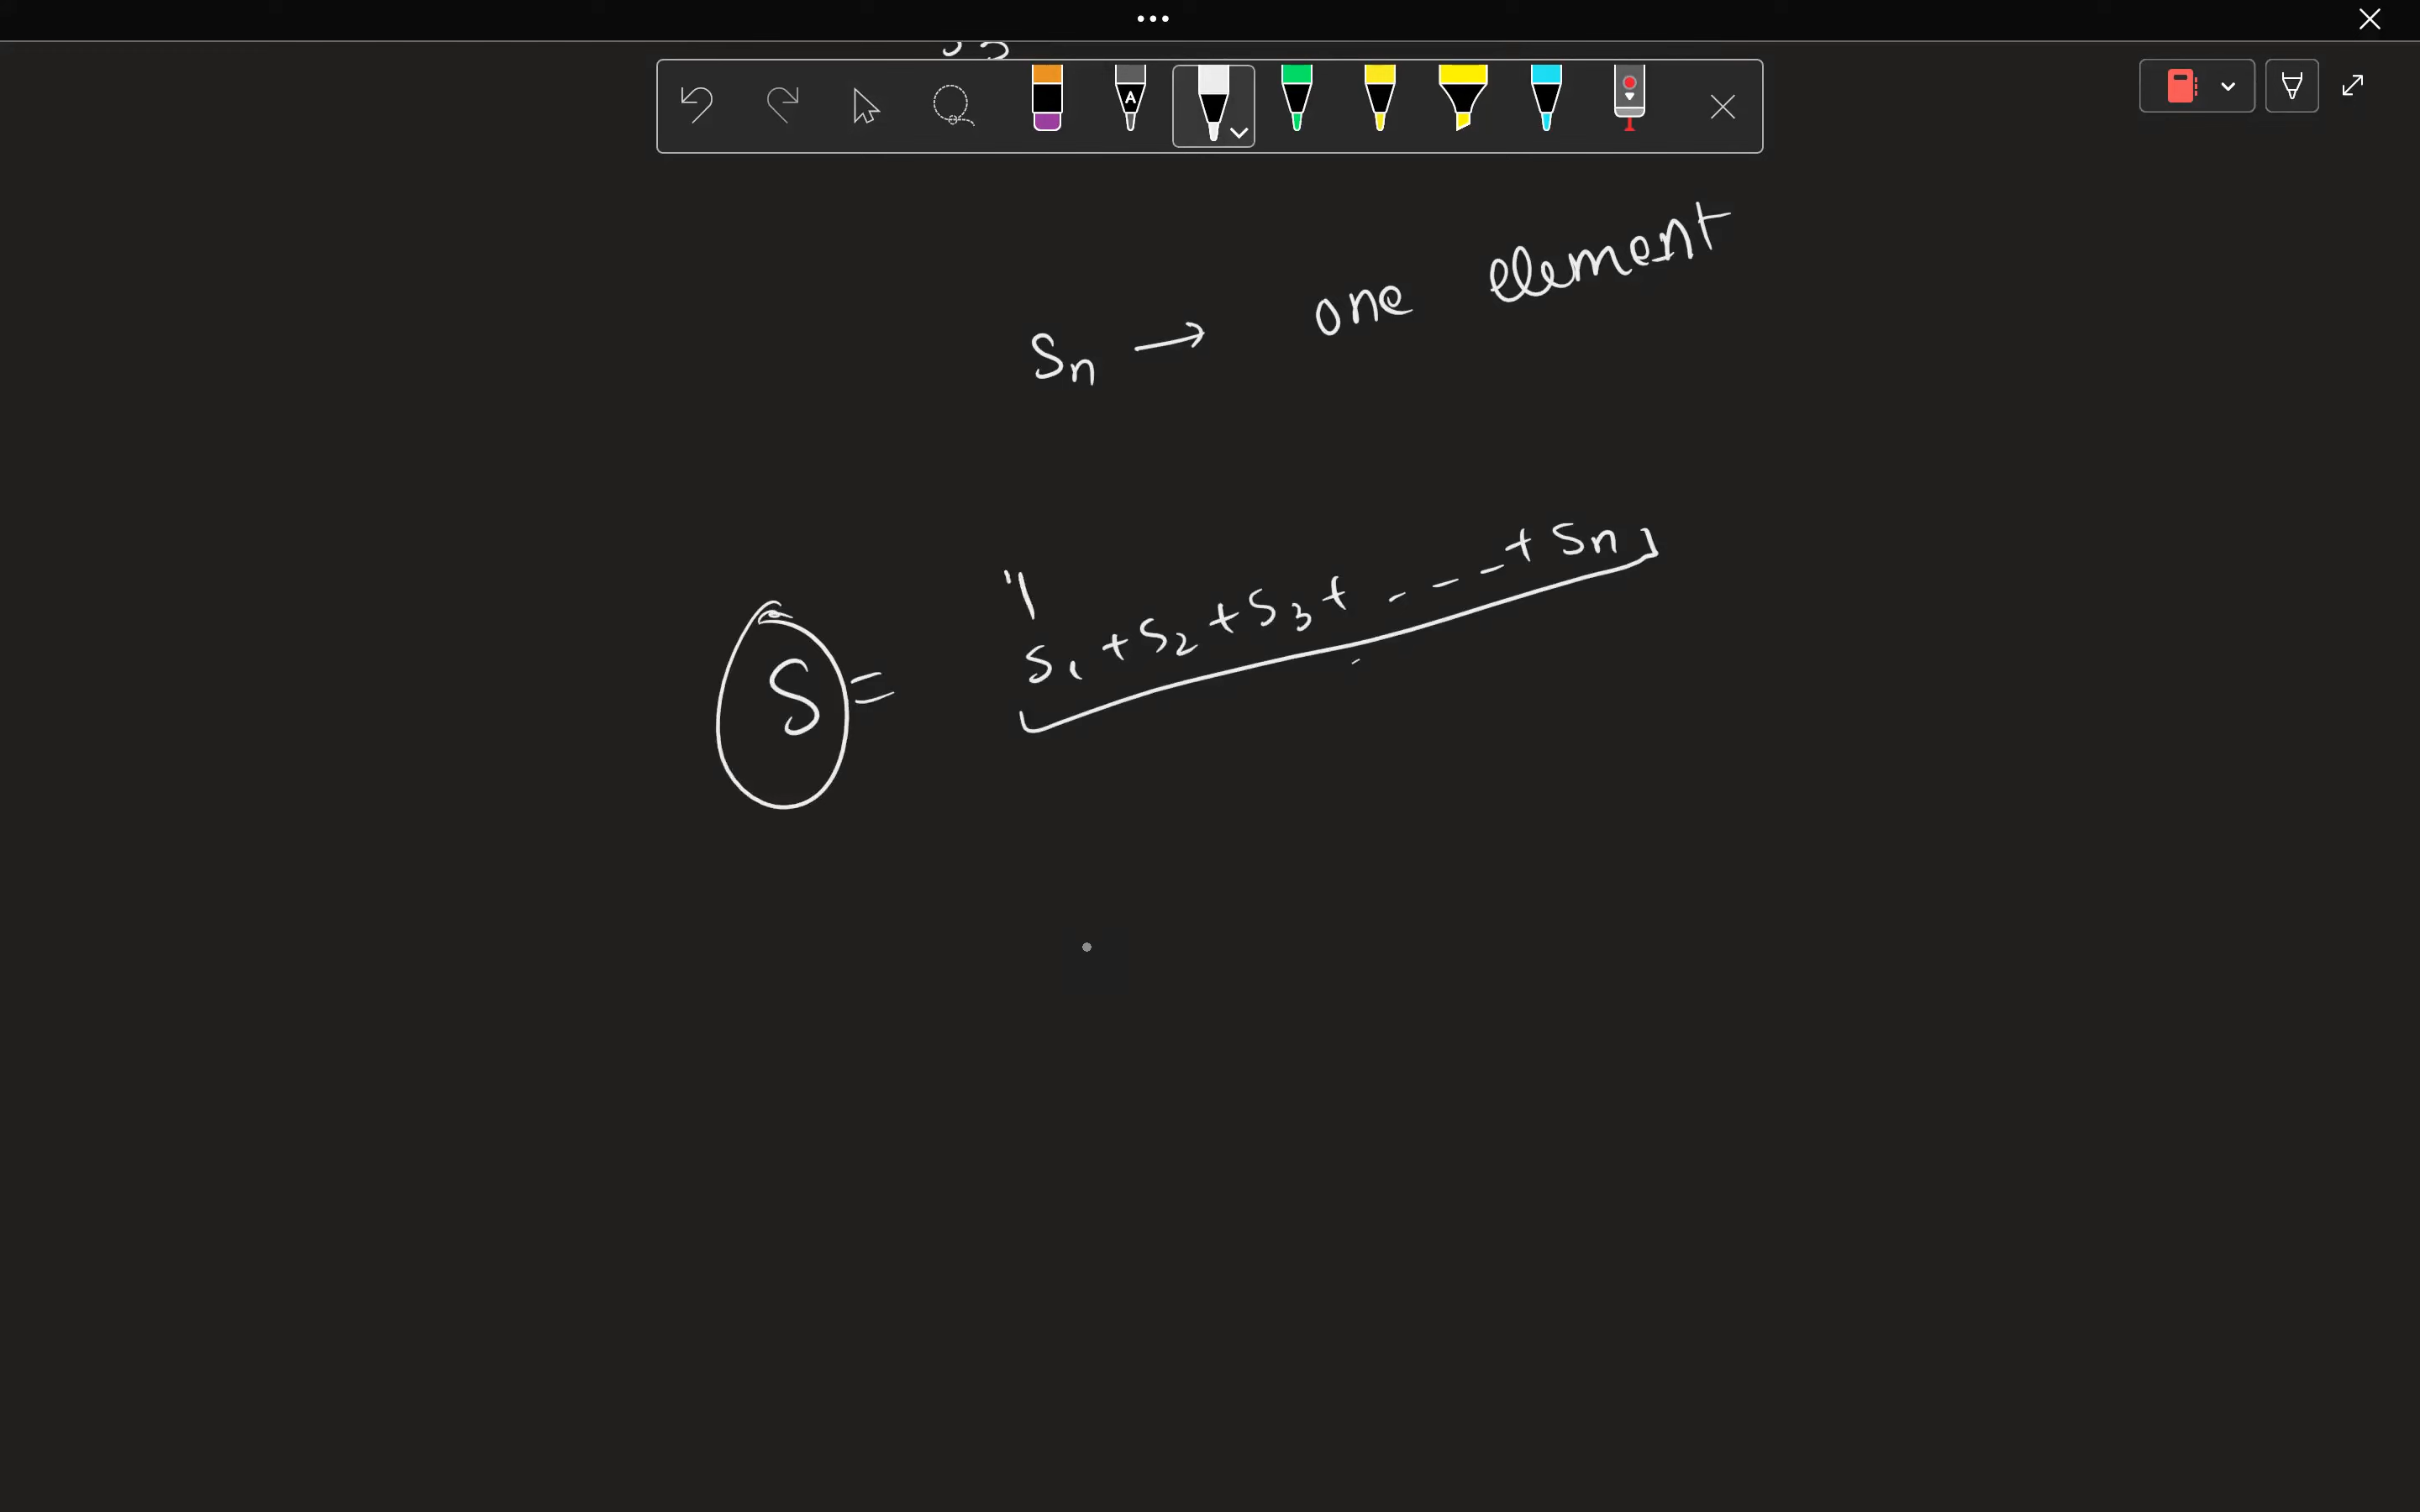 Sn → one element
S = S1 + S2 + S3 + - - - + Sn